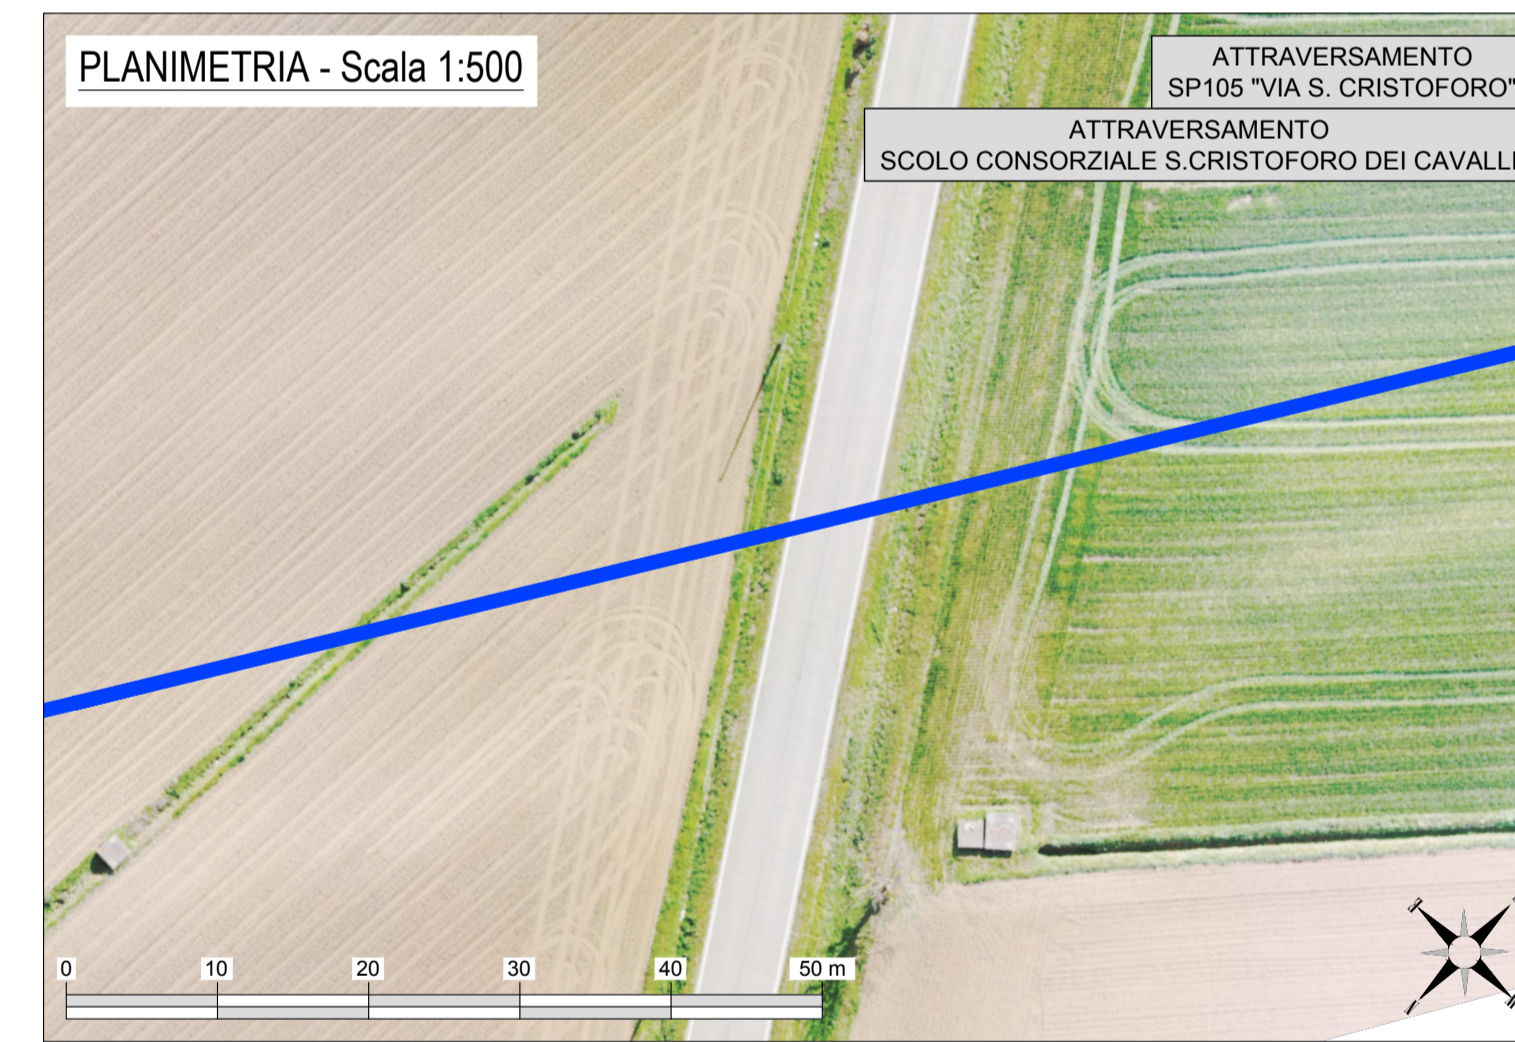 PLANIMETRIA - Scala 1:500
ATTRAVERSAMENTO
SP105 "VIA S. CRISTOFORO"
ATTRAVERSAMENTO
SCOLO CONSORZIALE S.CRISTOFORO DEI CAVALLI
0 10 20 30 40 50 m